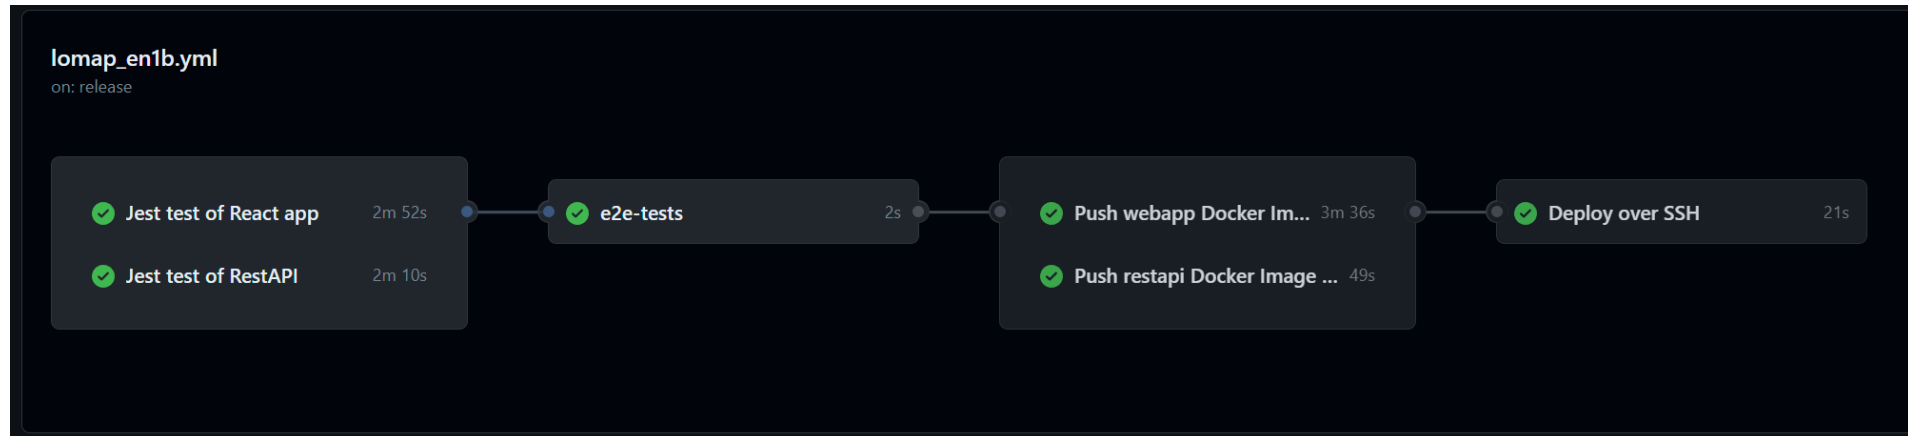 lomap_en1b.yml
on: release
Jest test of React app 2m 52s
Jest test of RestAPI 2m 10s
e2e-tests 2s
Push webapp Docker Im... 3m 36s
Push restapi Docker Image ... 49s
Deploy over SSH 21s